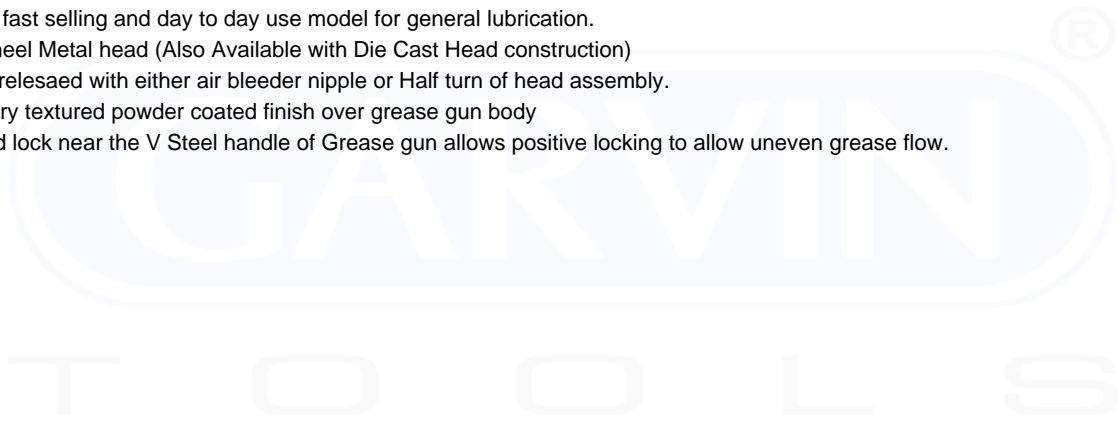 fast selling and day to day use model for general lubrication.
heel Metal head (Also Available with Die Cast Head construction)
relesaed with either air bleeder nipple or Half turn of head assembly.
ry textured powder coated finish over grease gun body
d lock near the V Steel handle of Grease gun allows positive locking to allow uneven grease flow.
GARVIN ®
TOOLS